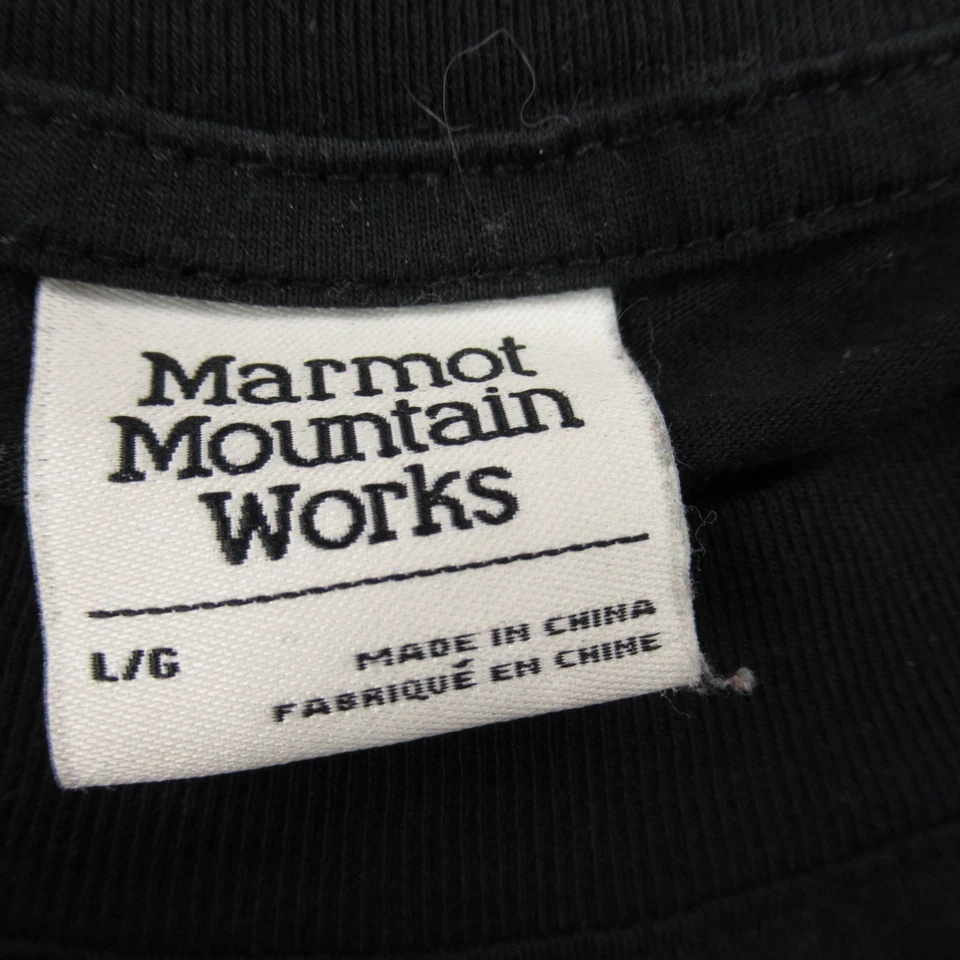 Marmot
Mountain
Works
L/G
MADE IN CHINA
FABRIQUÉ EN CHINE